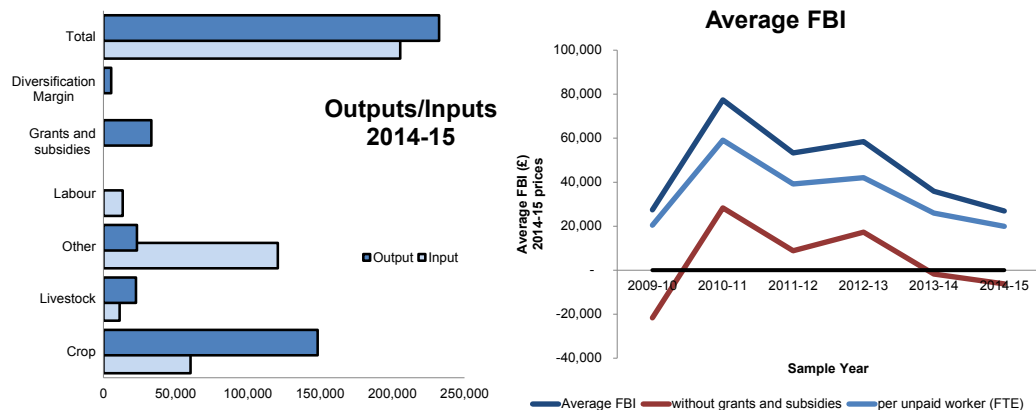 Total
Diversification
Margin
Grants and
subsidies
Labour
Other
Livestock
Crop
Outputs/Inputs
2014-15
Output Input
0 50,000 100,000 150,000 200,000 250,000
Average FBI
Average FBI (£)
2014-15 prices
100,000
80,000
60,000
40,000
20,000
-
-20,000
-40,000
2009-10 2010-11 2011-12 2012-13 2013-14 2014-15
Sample Year
Average FBI without grants and subsidies per unpaid worker (FTE)